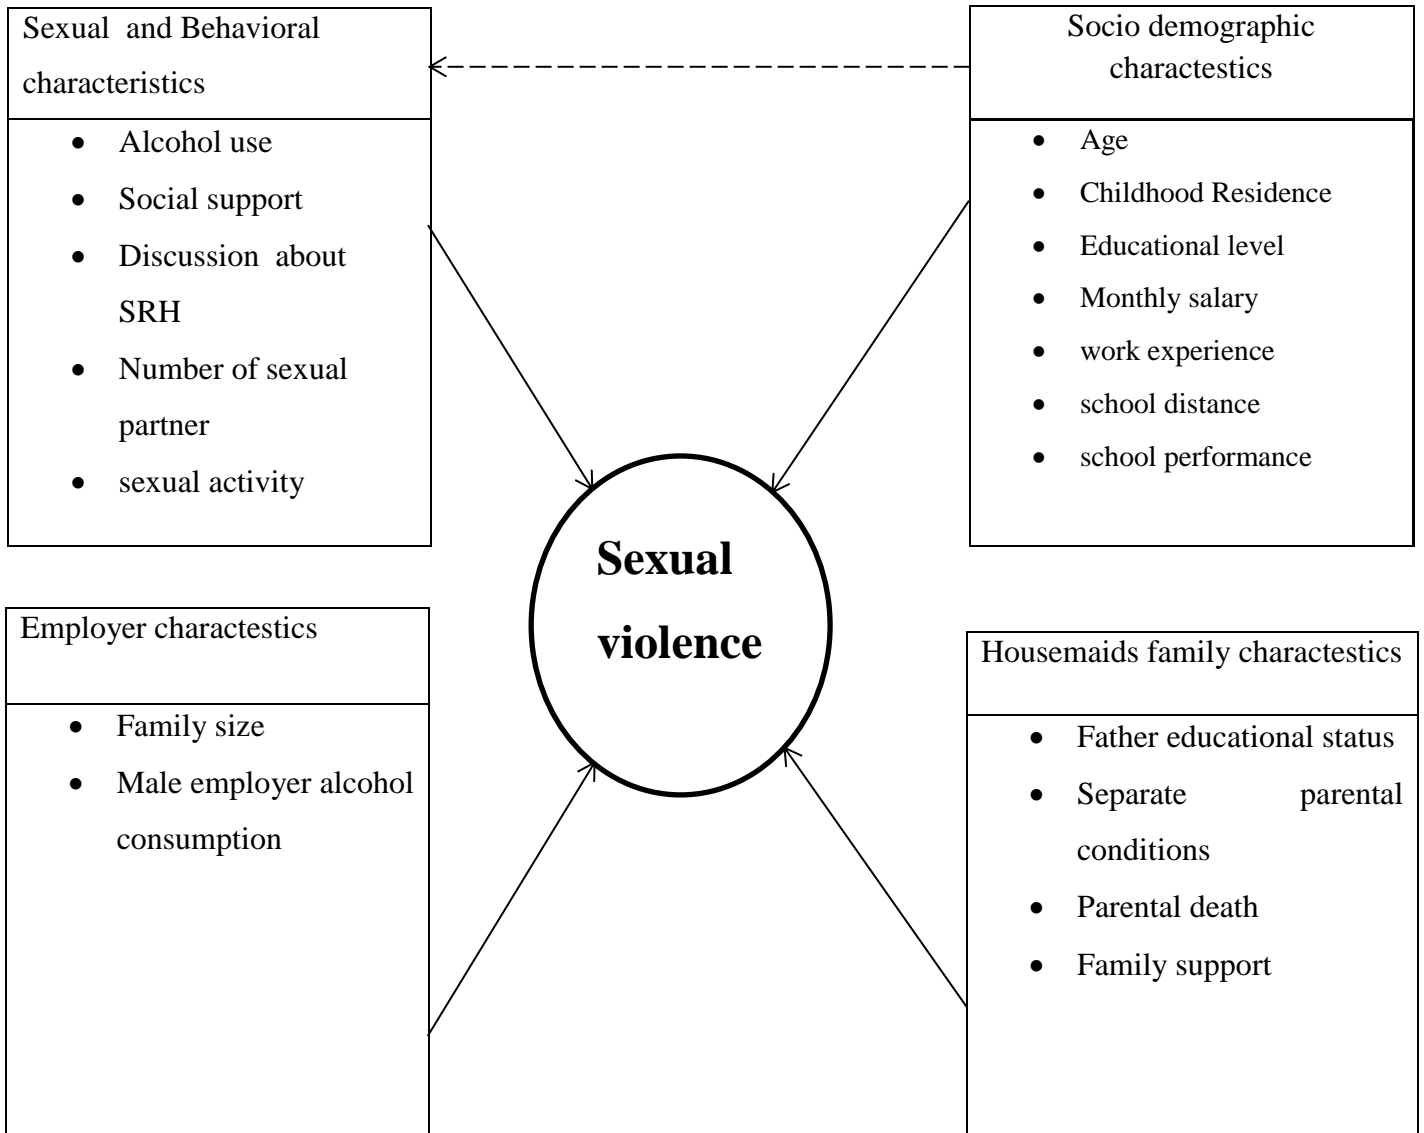 Sexual and Behavioral
characteristics
• Alcohol use
• Social support
• Discussion about
SRH
• Number of sexual
partner
• sexual activity
Socio demographic
charactestics
• Age
• Childhood Residence
• Educational level
• Monthly salary
• work experience
• school distance
• school performance
Sexual
violence
Employer charactestics
• Family size
• Male employer alcohol
consumption
Housemaids family charactestics
• Father educational status
• Separate parental
conditions
• Parental death
• Family support